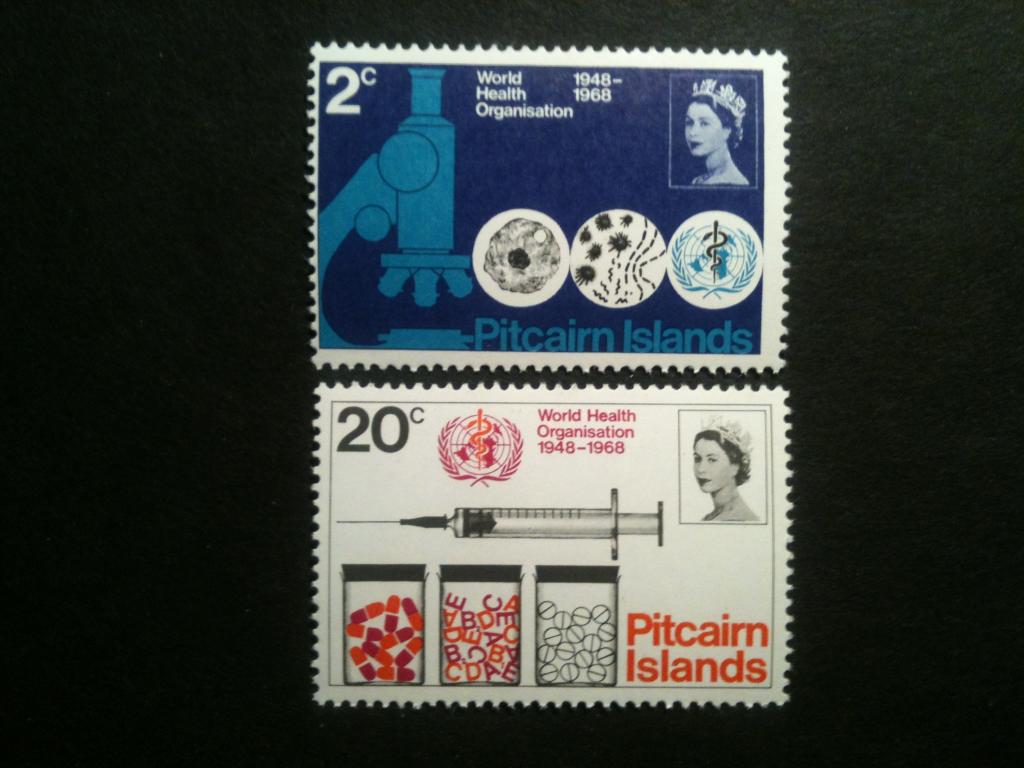 2c
World 1948–
Health 1968
Organisation
Pitcairn Islands
20c
World Health
Organisation
1948–1968
Pitcairn
Islands